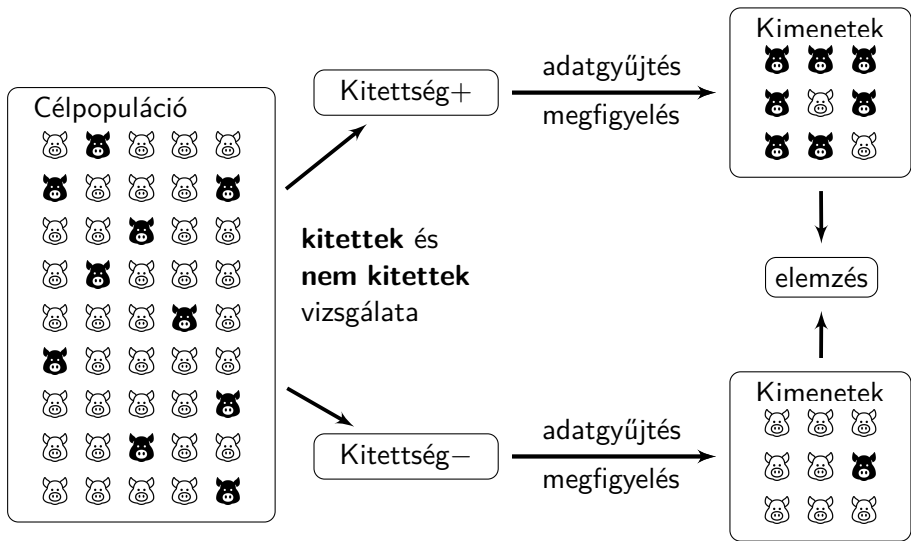 Célpopuláció
kitettek és
nem kitettek
vizsgálata
Kitettség+
adatgyűjtés
megfigyelés
Kimenetek
Kitettség−
adatgyűjtés
megfigyelés
Kimenetek
elemzés